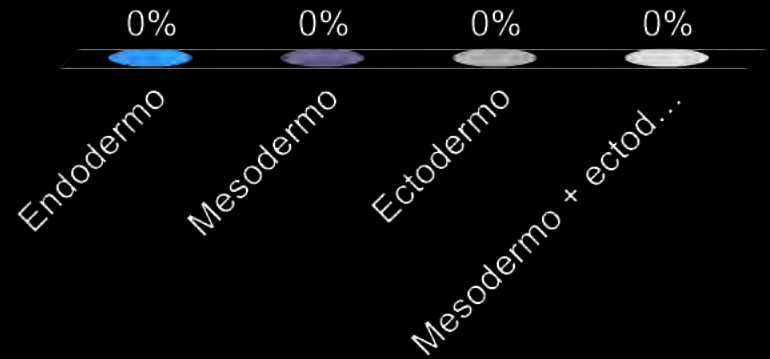 0% 0% 0% 0%
Endodermo
Mesodermo
Ectodermo
Mesodermo + ectod...